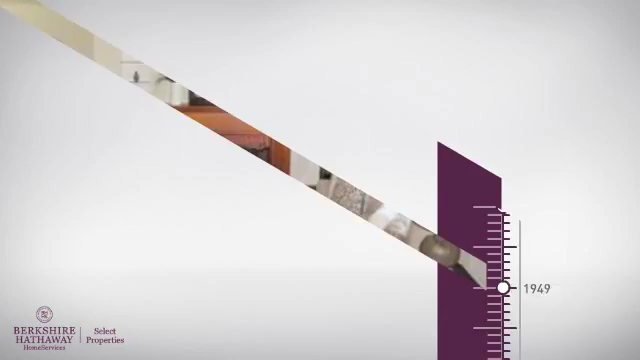 1949
BERKSHIRE
HATHAWAY
HomeServices
Select
Properties